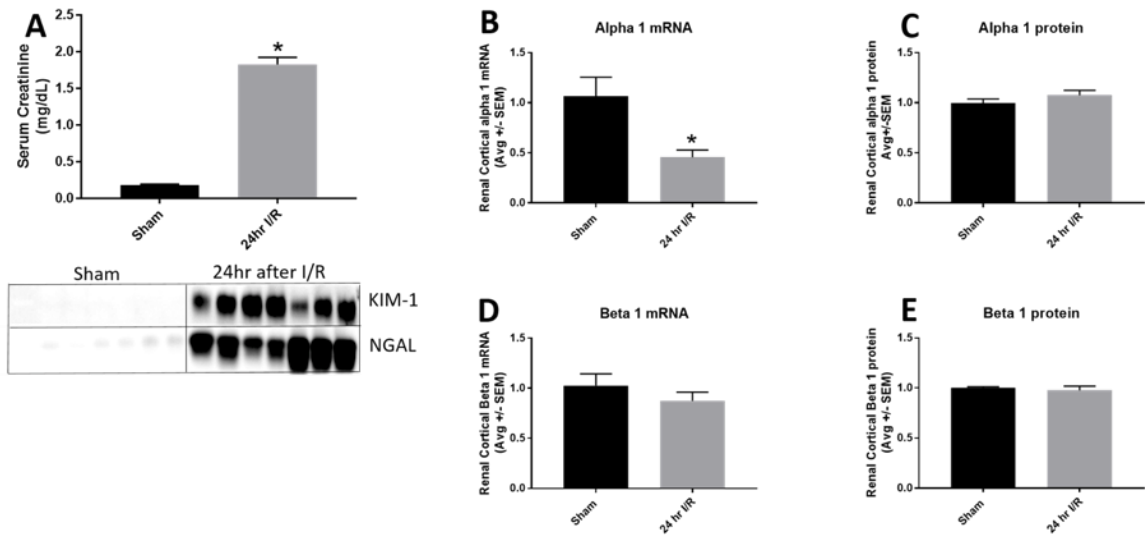 A
Serum Creatinine
(mg/dL)
2.5
2.0
1.5
1.0
0.5
0.0
*
Sham
24hr I/R
Sham
24hr after I/R
KIM-1
NGAL
B
Alpha 1 mRNA
Renal Cortical alpha 1 mRNA
(Avg +/- SEM)
1.5
1.0
0.5
0.0
*
Sham
24 hr I/R
C
Alpha 1 protein
Renal Cortical alpha 1 protein
Avg+/-SEM
1.5
1.0
0.5
0.0
Sham
24 hr I/R
D
Beta 1 mRNA
Renal Cortical Beta 1 mRNA
(Avg +/- SEM)
1.5
1.0
0.5
0.0
Sham
24 hr I/R
E
Beta 1 protein
Renal Cortical Beta 1 protein
(Avg +/- SEM)
1.5
1.0
0.5
0.0
Sham
24 hr I/R